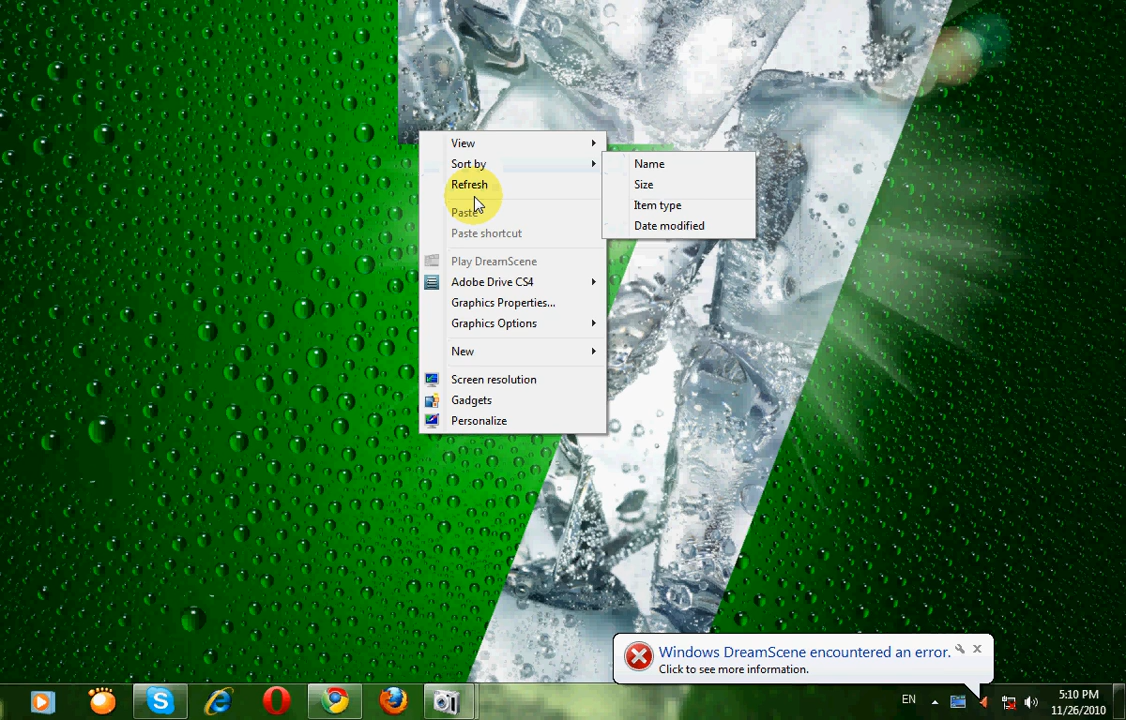 View
Sort by
Refresh
Paste
Paste shortcut
Play DreamScene
Adobe Drive CS4
Graphics Properties...
Graphics Options
New
Screen resolution
Gadgets
Personalize
Name
Size
Item type
Date modified
Windows DreamScene encountered an error.
Click to see more information.
EN
5:10 PM
11/26/2010